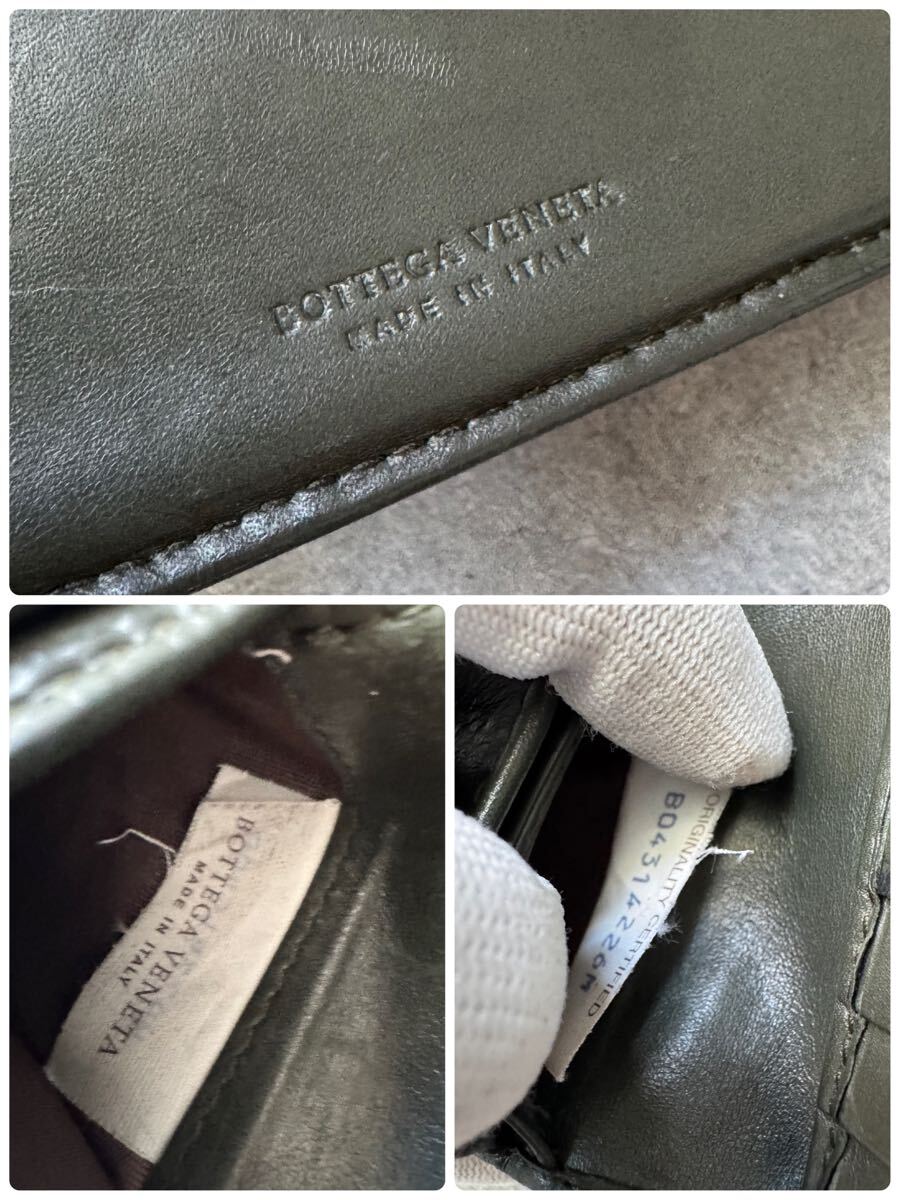 BOTTEGA VENETA
MADE IN ITALY
BOTTEGA VENETA
MADE IN ITALY
ORIGINALITY CERTIFIED
B04314226M